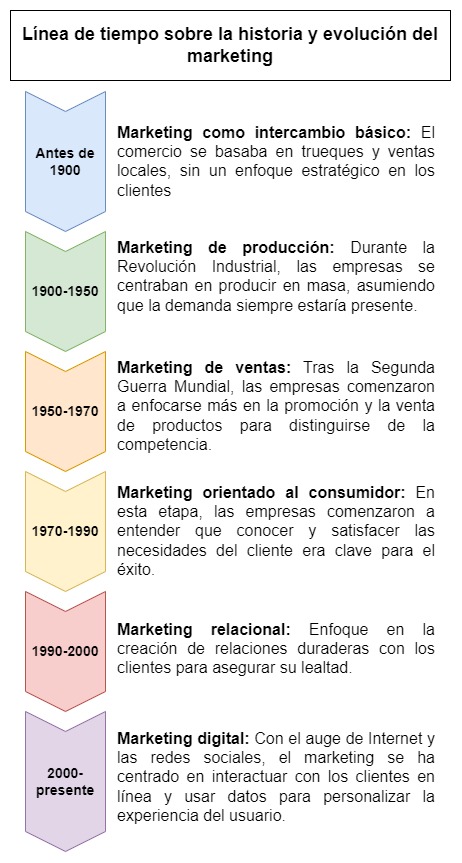 Línea de tiempo sobre la historia y evolución del
marketing
Antes de
1900
Marketing como intercambio básico: El
comercio se basaba en trueques y ventas
locales, sin un enfoque estratégico en los
clientes
1900-1950
Marketing de producción: Durante la
Revolución Industrial, las empresas se
centraban en producir en masa, asumiendo
que la demanda siempre estaría presente.
1950-1970
Marketing de ventas: Tras la Segunda
Guerra Mundial, las empresas comenzaron
a enfocarse más en la promoción y la venta
de productos para distinguirse de la
competencia.
1970-1990
Marketing orientado al consumidor: En
esta etapa, las empresas comenzaron a
entender que conocer y satisfacer las
necesidades del cliente era clave para el
éxito.
1990-2000
Marketing relacional: Enfoque en la
creación de relaciones duraderas con los
clientes para asegurar su lealtad.
2000-
presente
Marketing digital: Con el auge de Internet y
las redes sociales, el marketing se ha
centrado en interactuar con los clientes en
línea y usar datos para personalizar la
experiencia del usuario.